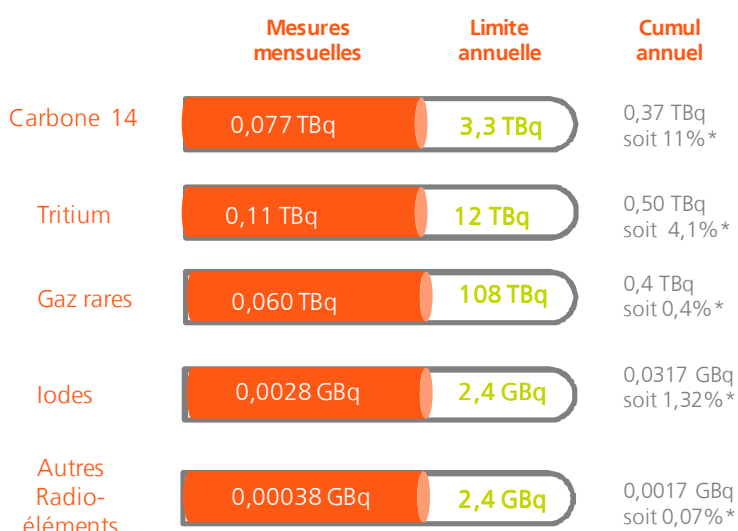 Mesures
mensuelles
Limite
annuelle
Cumul
annuel
Carbone 14
0,077 TBq
3,3 TBq
0,37 TBq
soit 11%*
Tritium
0,11 TBq
12 TBq
0,50 TBq
soit 4,1%*
Gaz rares
0,060 TBq
108 TBq
0,4 TBq
soit 0,4%*
Iodes
0,0028 GBq
2,4 GBq
0,0317 GBq
soit 1,32%*
Autres
Radio-
éléments
0,00038 GBq
2,4 GBq
0,0017 GBq
soit 0,07%*